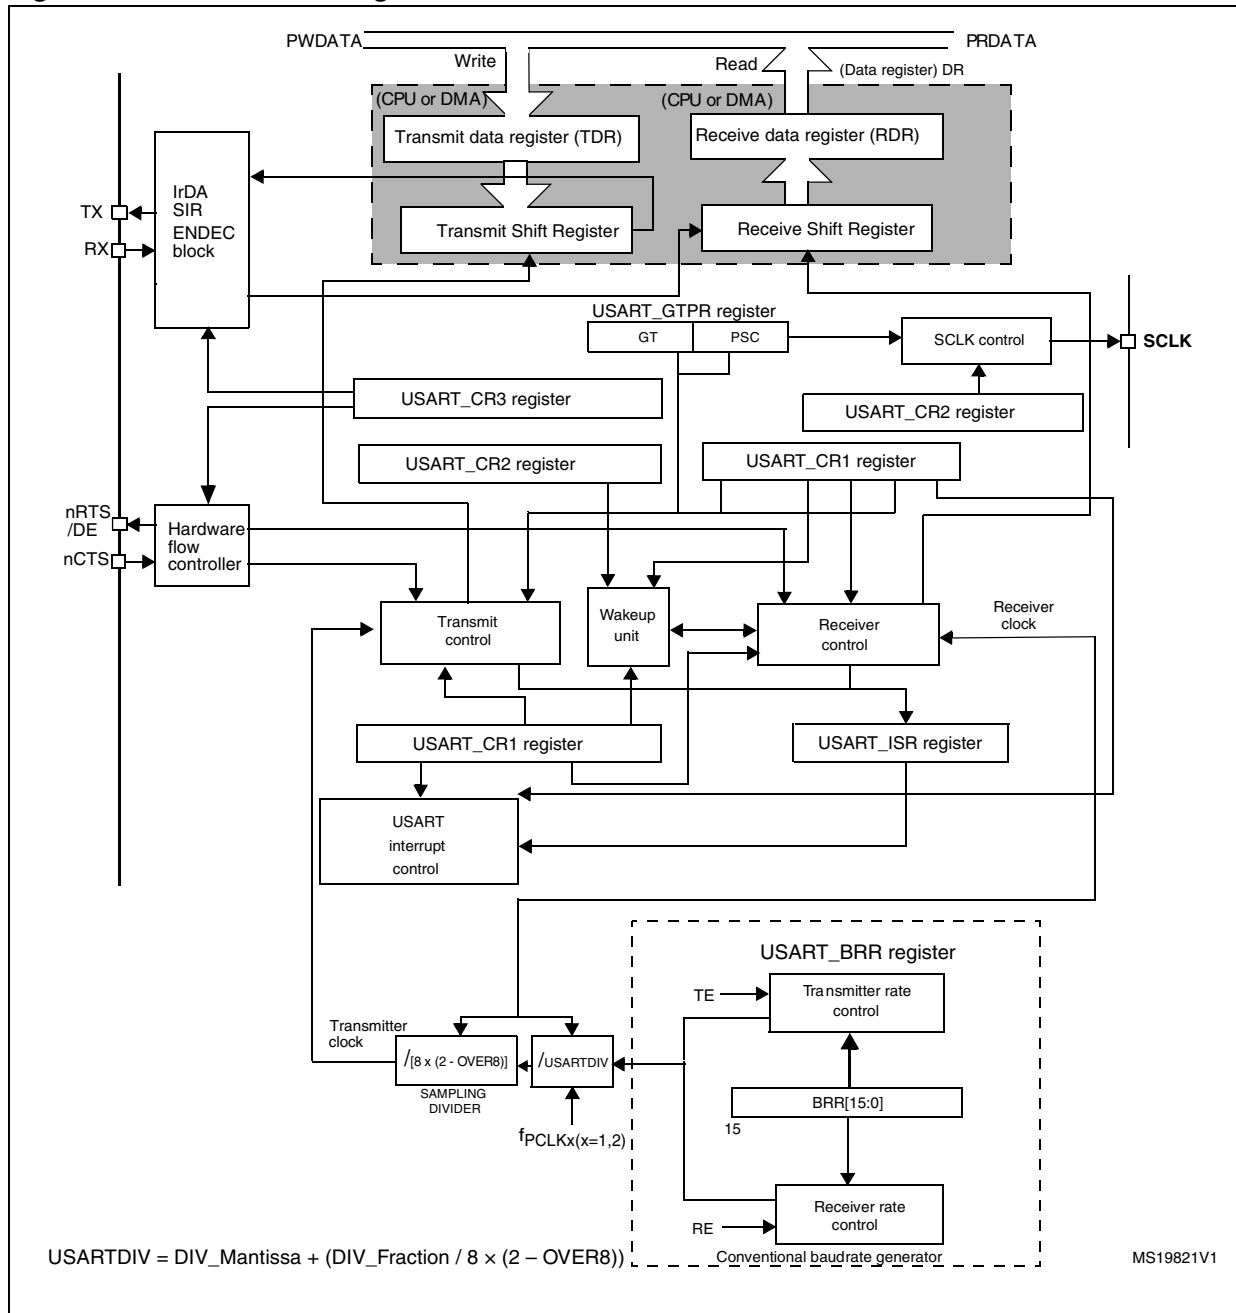 PWDATA
PRDATA
Write
Read
(Data register) DR
(CPU or DMA)
(CPU or DMA)
Transmit data register (TDR)
Receive data register (RDR)
IrDA
SIR
ENDEC
block
TX
RX
Transmit Shift Register
Receive Shift Register
USART_GTPR register
GT
PSC
SCLK control
SCLK
USART_CR3 register
USART_CR2 register
USART_CR2 register
USART_CR1 register
nRTS
/DE
nCTS
Hardware
flow
controller
Transmit
control
Wakeup
unit
Receiver
control
Receiver
clock
USART_CR1 register
USART_ISR register
USART
interrupt
control
USART_BRR register
TE
Transmitter rate
control
Transmitter
clock
/[8 x (2 - OVER8)]
/USARTDIV
SAMPLING
DIVIDER
BRR[15:0]
15
fPCLKx(x=1,2)
Receiver rate
control
RE
USARTDIV = DIV_Mantissa + (DIV_Fraction / 8 × (2 – OVER8))
Conventional baudrate generator
MS19821V1